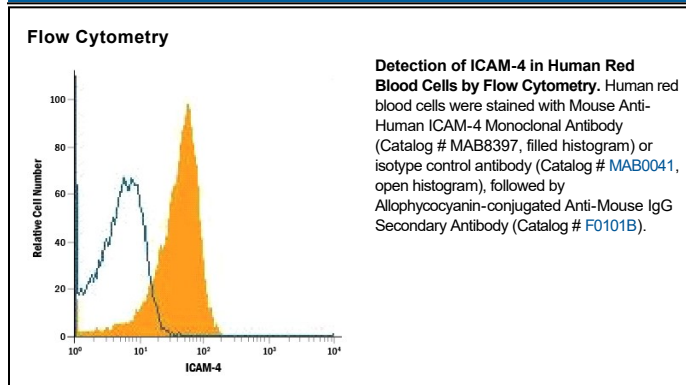 Flow Cytometry
Relative Cell Number
100
80
60
40
20
0
10⁰
10¹
10²
10³
10⁴
ICAM-4
Detection of ICAM-4 in Human Red
Blood Cells by Flow Cytometry. Human red
blood cells were stained with Mouse Anti-
Human ICAM-4 Monoclonal Antibody
(Catalog # MAB8397, filled histogram) or
isotype control antibody (Catalog # MAB0041,
open histogram), followed by
Allophycocyanin-conjugated Anti-Mouse IgG
Secondary Antibody (Catalog # F0101B).